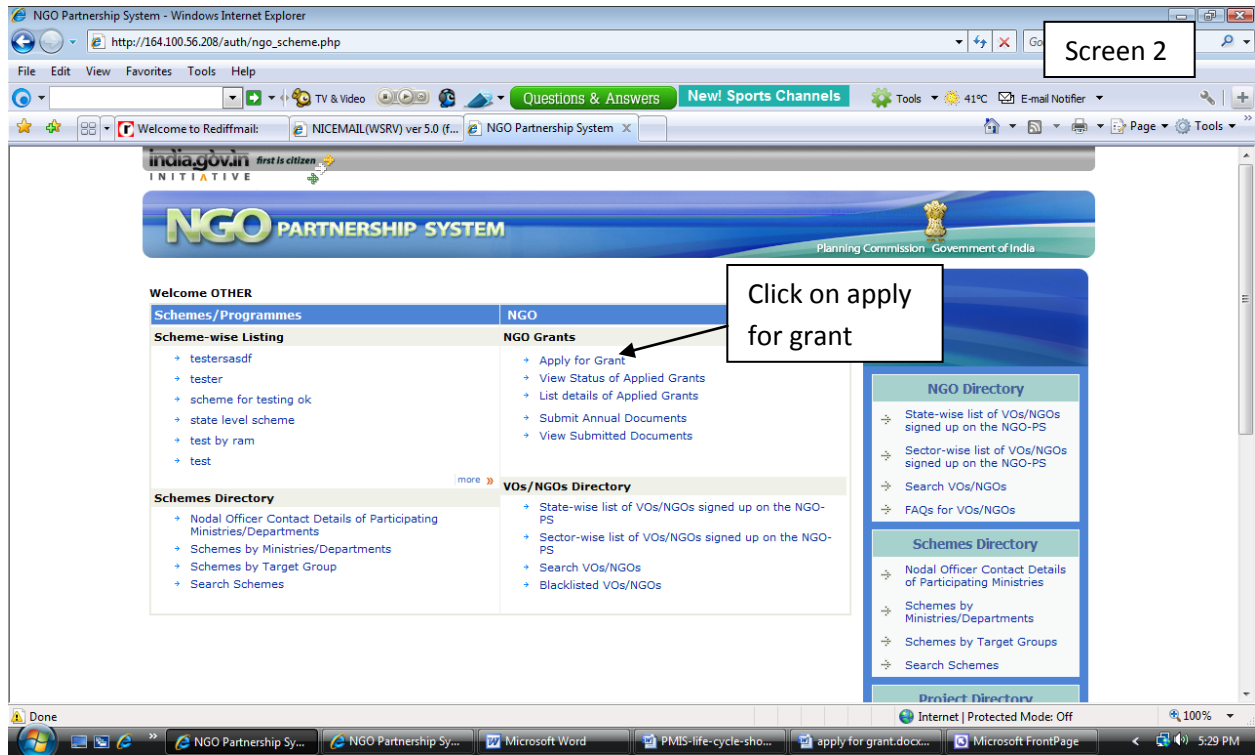 NGO Partnership System - Windows Internet Explorer
http://164.100.56.208/auth/ngo_scheme.php
Screen 2
File Edit View Favorites Tools Help
TV & Video Questions & Answers New! Sports Channels Tools 41°C E-mail Notifier
Welcome to Rediffmail: NICEMAIL(WSRV) ver 5.0 (f... NGO Partnership System Page Tools
india.gov.in first is citizen
INITIATIVE
NGO PARTNERSHIP SYSTEM
Planning Commission Government of India
Click on apply
for grant
Welcome OTHER
Schemes/Programmes
Scheme-wise Listing
testersasdf
tester
scheme for testing ok
state level scheme
test by ram
test
more
Schemes Directory
Nodal Officer Contact Details of Participating
Ministries/Departments
Schemes by Ministries/Departments
Schemes by Target Group
Search Schemes
NGO
NGO Grants
Apply for Grant
View Status of Applied Grants
List details of Applied Grants
Submit Annual Documents
View Submitted Documents
VOs/NGOs Directory
State-wise list of VOs/NGOs signed up on the NGO-
PS
Sector-wise list of VOs/NGOs signed up on the NGO-
PS
Search VOs/NGOs
Blacklisted VOs/NGOs
NGO Directory
State-wise list of VOs/NGOs
signed up on the NGO-PS
Sector-wise list of VOs/NGOs
signed up on the NGO-PS
Search VOs/NGOs
FAQs for VOs/NGOs
Schemes Directory
Nodal Officer Contact Details
of Participating Ministries
Schemes by
Ministries/Departments
Schemes by Target Groups
Search Schemes
Project Directory
Done Internet | Protected Mode: Off 100%
NGO Partnership Sy... NGO Partnership Sy... Microsoft Word PMIS-life-cycle-sho... apply for grant.docx... Microsoft FrontPage 5:29 PM